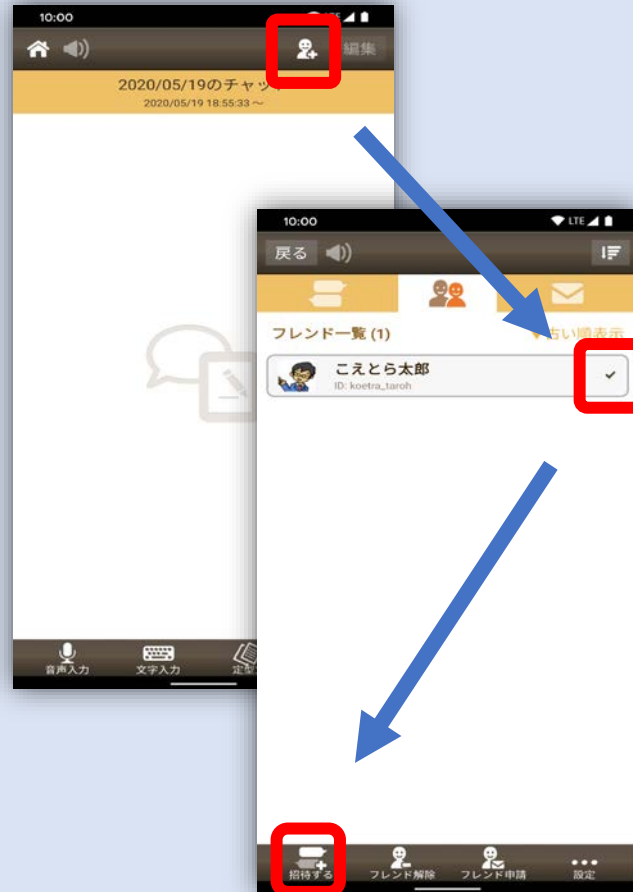 10:00
編集
2020/05/19のチャッ
2020/05/19 18:55:33 ~
音声入力
文字入力
定型
10:00
LTE
戻る
フレンド一覧 (1)
古い順表示
こえとら太郎
ID: koetra_taroh
招待する
フレンド解除
フレンド申請
設定